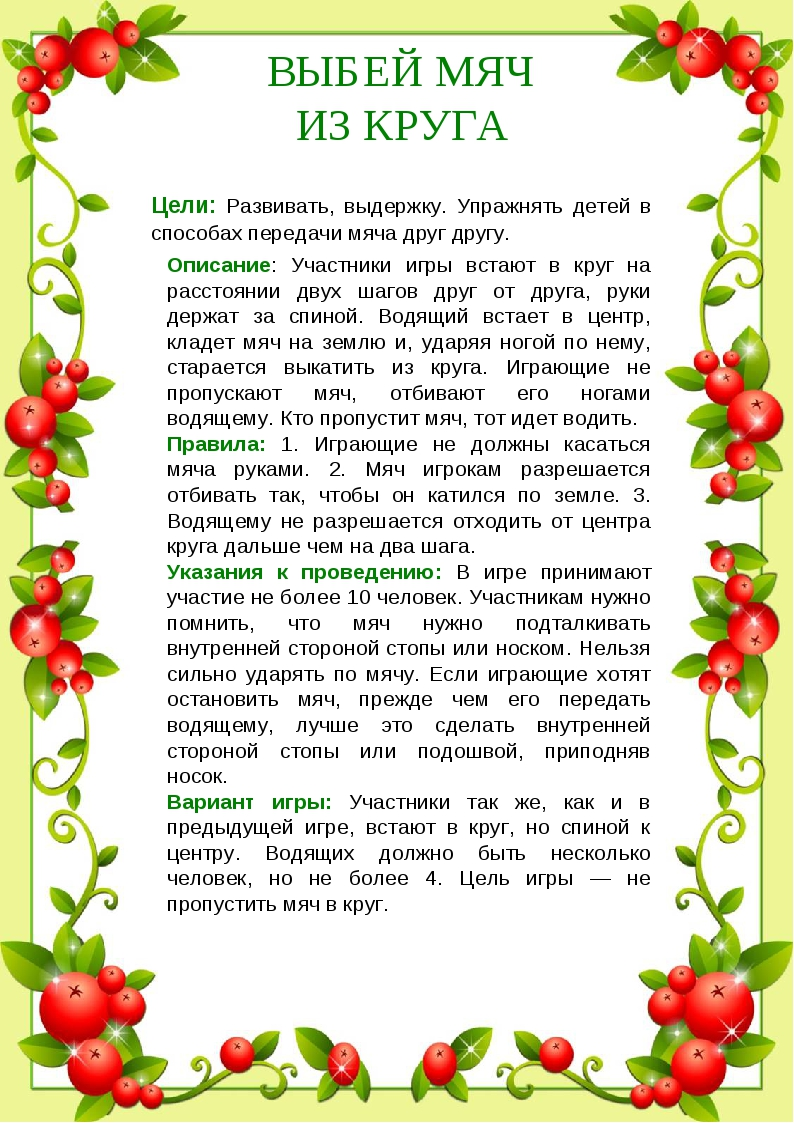 ВЫБЕЙ МЯЧ
ИЗ КРУГА
Цели: Развивать, выдержку. Упражнять детей в
способах передачи мяча друг другу.
Описание: Участники игры встают в круг на
расстоянии двух шагов друг от друга, руки
держат за спиной. Водящий встает в центр,
кладет мяч на землю и, ударяя ногой по нему,
старается выкатить из круга. Играющие не
пропускают мяч, отбивают его ногами
водящему. Кто пропустит мяч, тот идет водить.
Правила: 1. Играющие не должны касаться
мяча руками. 2. Мяч игрокам разрешается
отбивать так, чтобы он катился по земле. 3.
Водящему не разрешается отходить от центра
круга дальше чем на два шага.
Указания к проведению: В игре принимают
участие не более 10 человек. Участникам нужно
помнить, что мяч нужно подталкивать
внутренней стороной стопы или носком. Нельзя
сильно ударять по мячу. Если играющие хотят
остановить мяч, прежде чем его передать
водящему, лучше это сделать внутренней
стороной стопы или подошвой, приподняв
носок.
Вариант игры: Участники так же, как и в
предыдущей игре, встают в круг, но спиной к
центру. Водящих должно быть несколько
человек, но не более 4. Цель игры — не
пропустить мяч в круг.